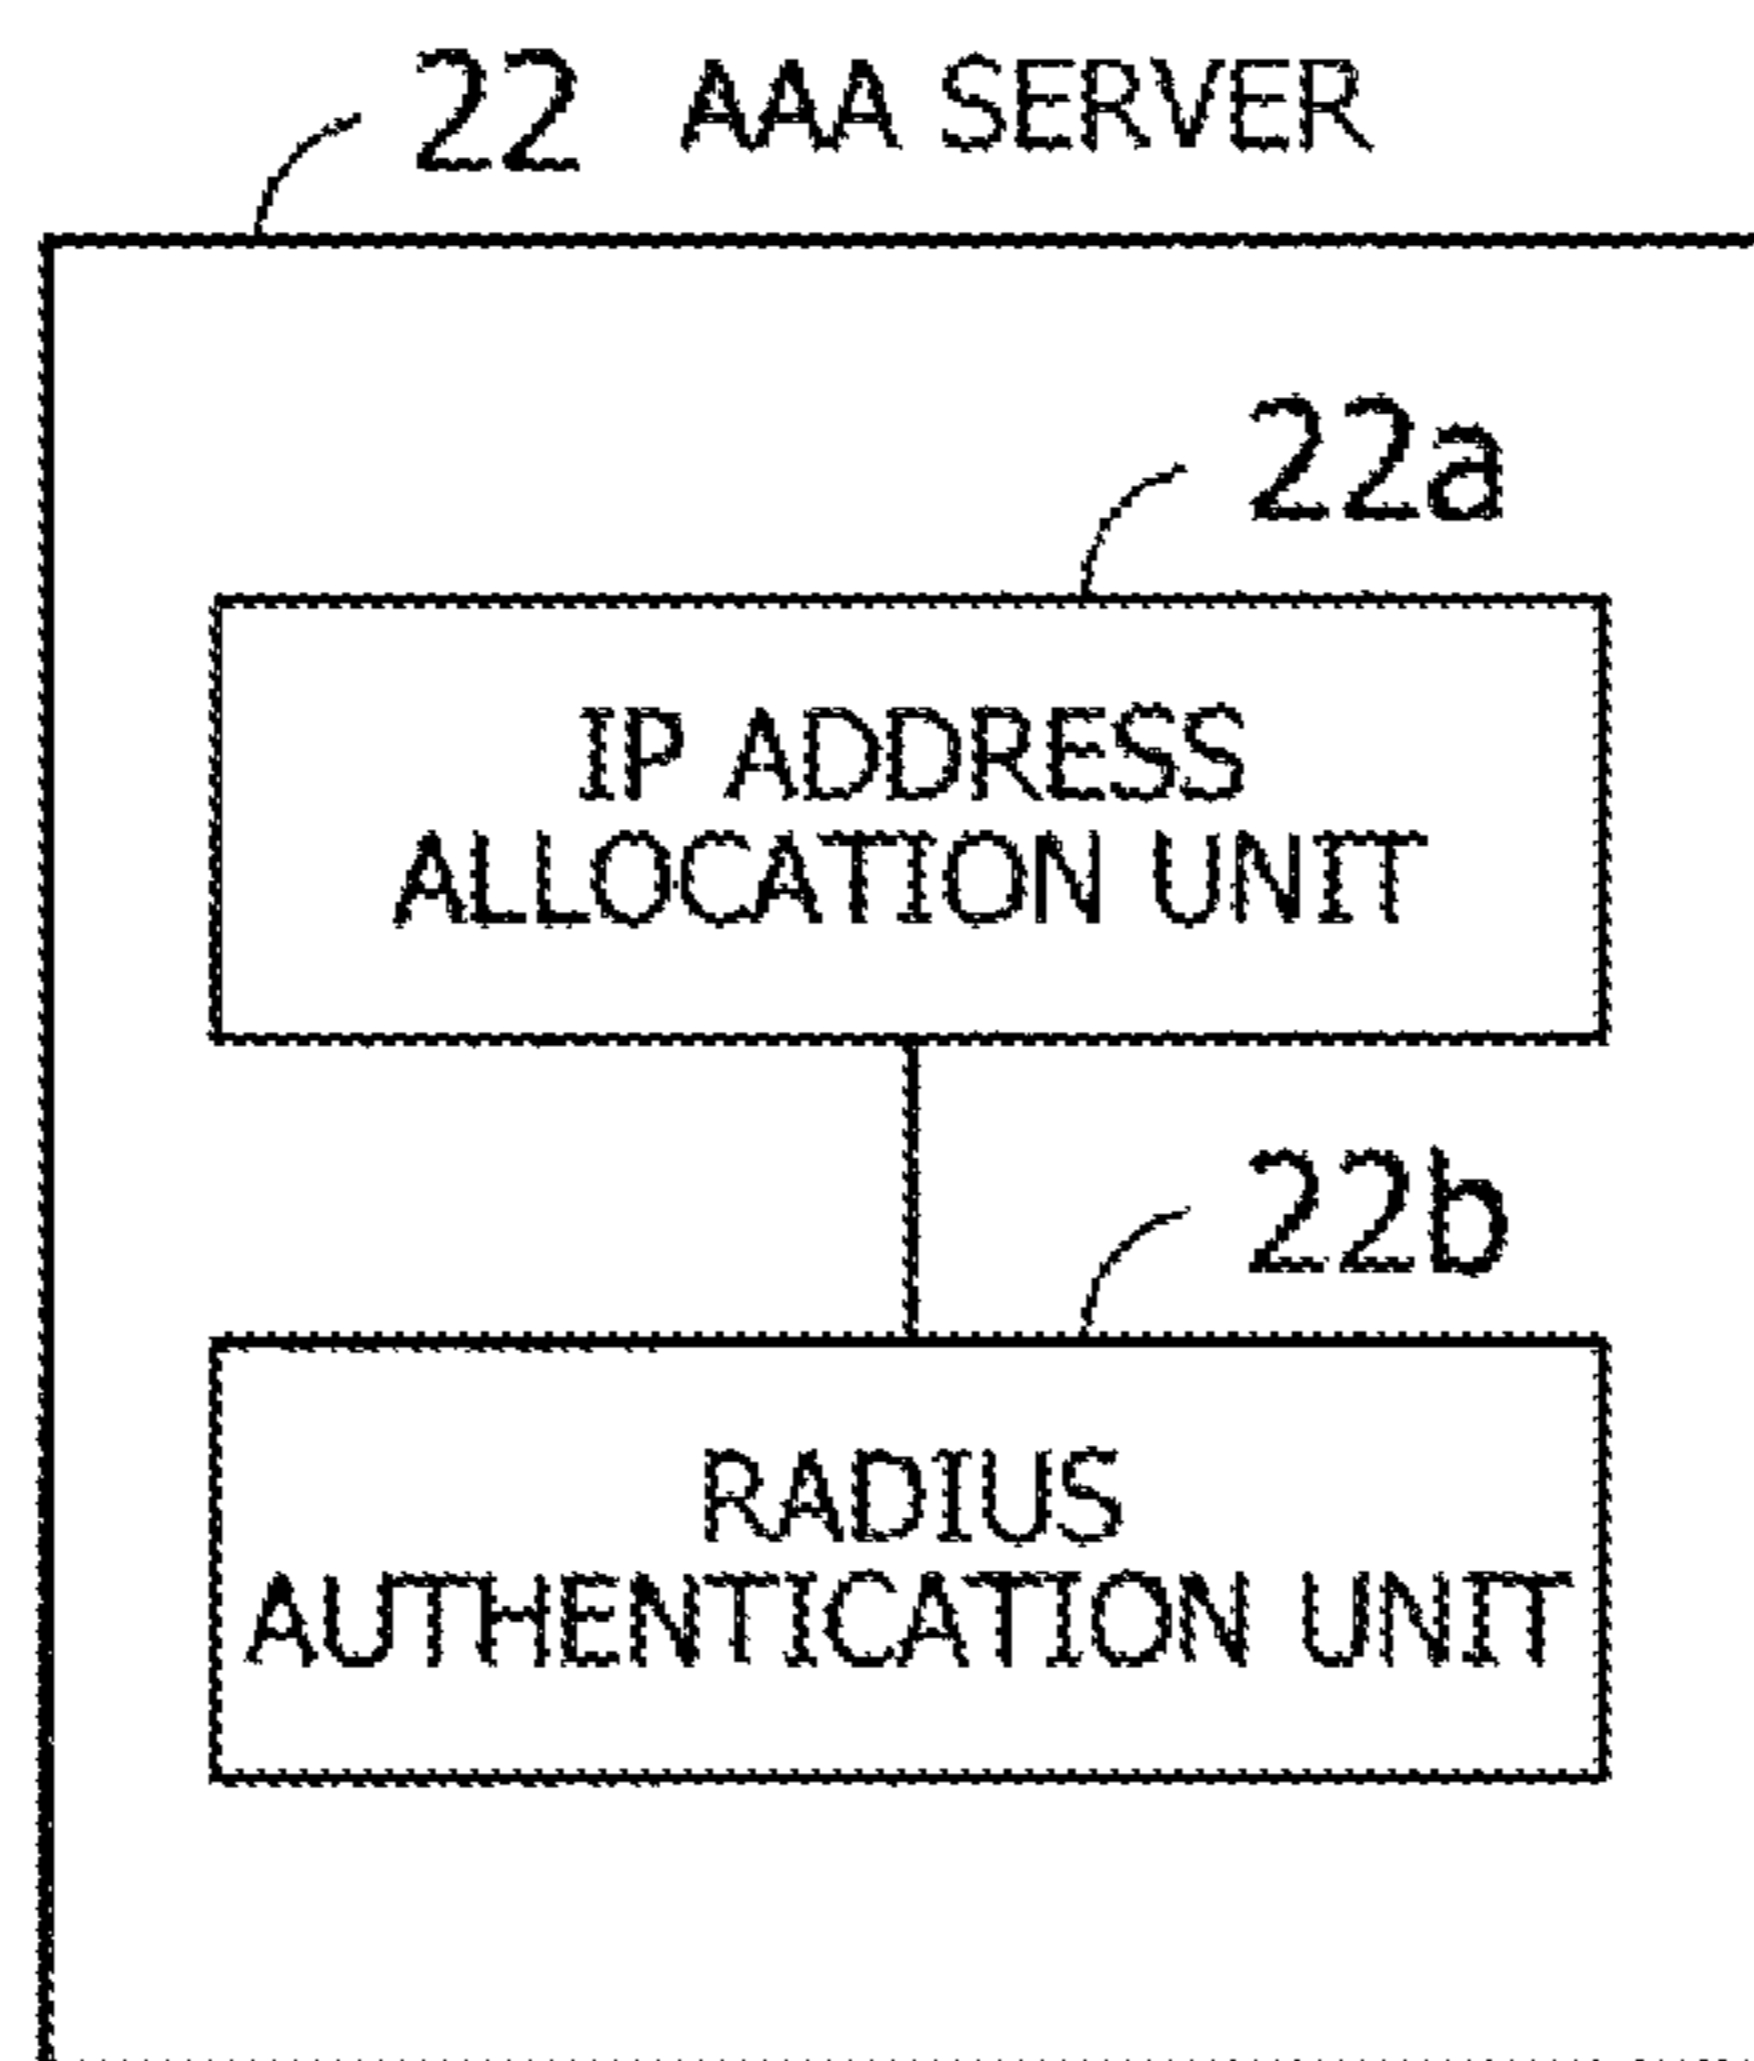 22 AAA SERVER
22a
IP ADDRESS
ALLOCATION UNIT
22b
RADIUS
AUTHENTICATION UNIT